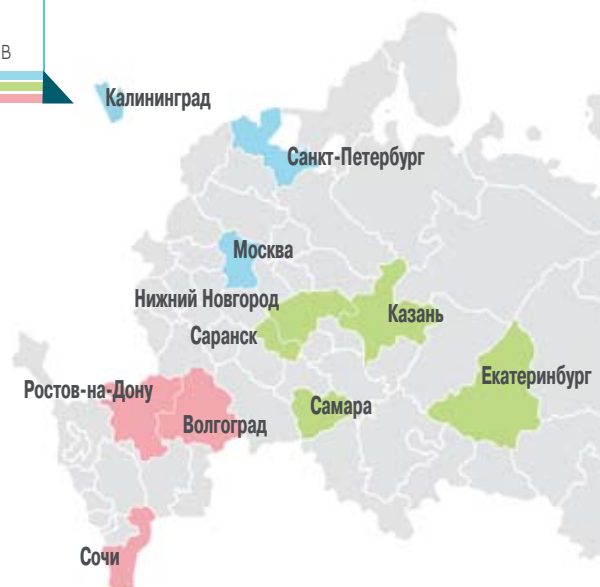 В
Калининград
Санкт-Петербург
Москва
Нижний Новгород
Казань
Саранск
Екатеринбург
Ростов-на-Дону
Самара
Волгоград
Сочи